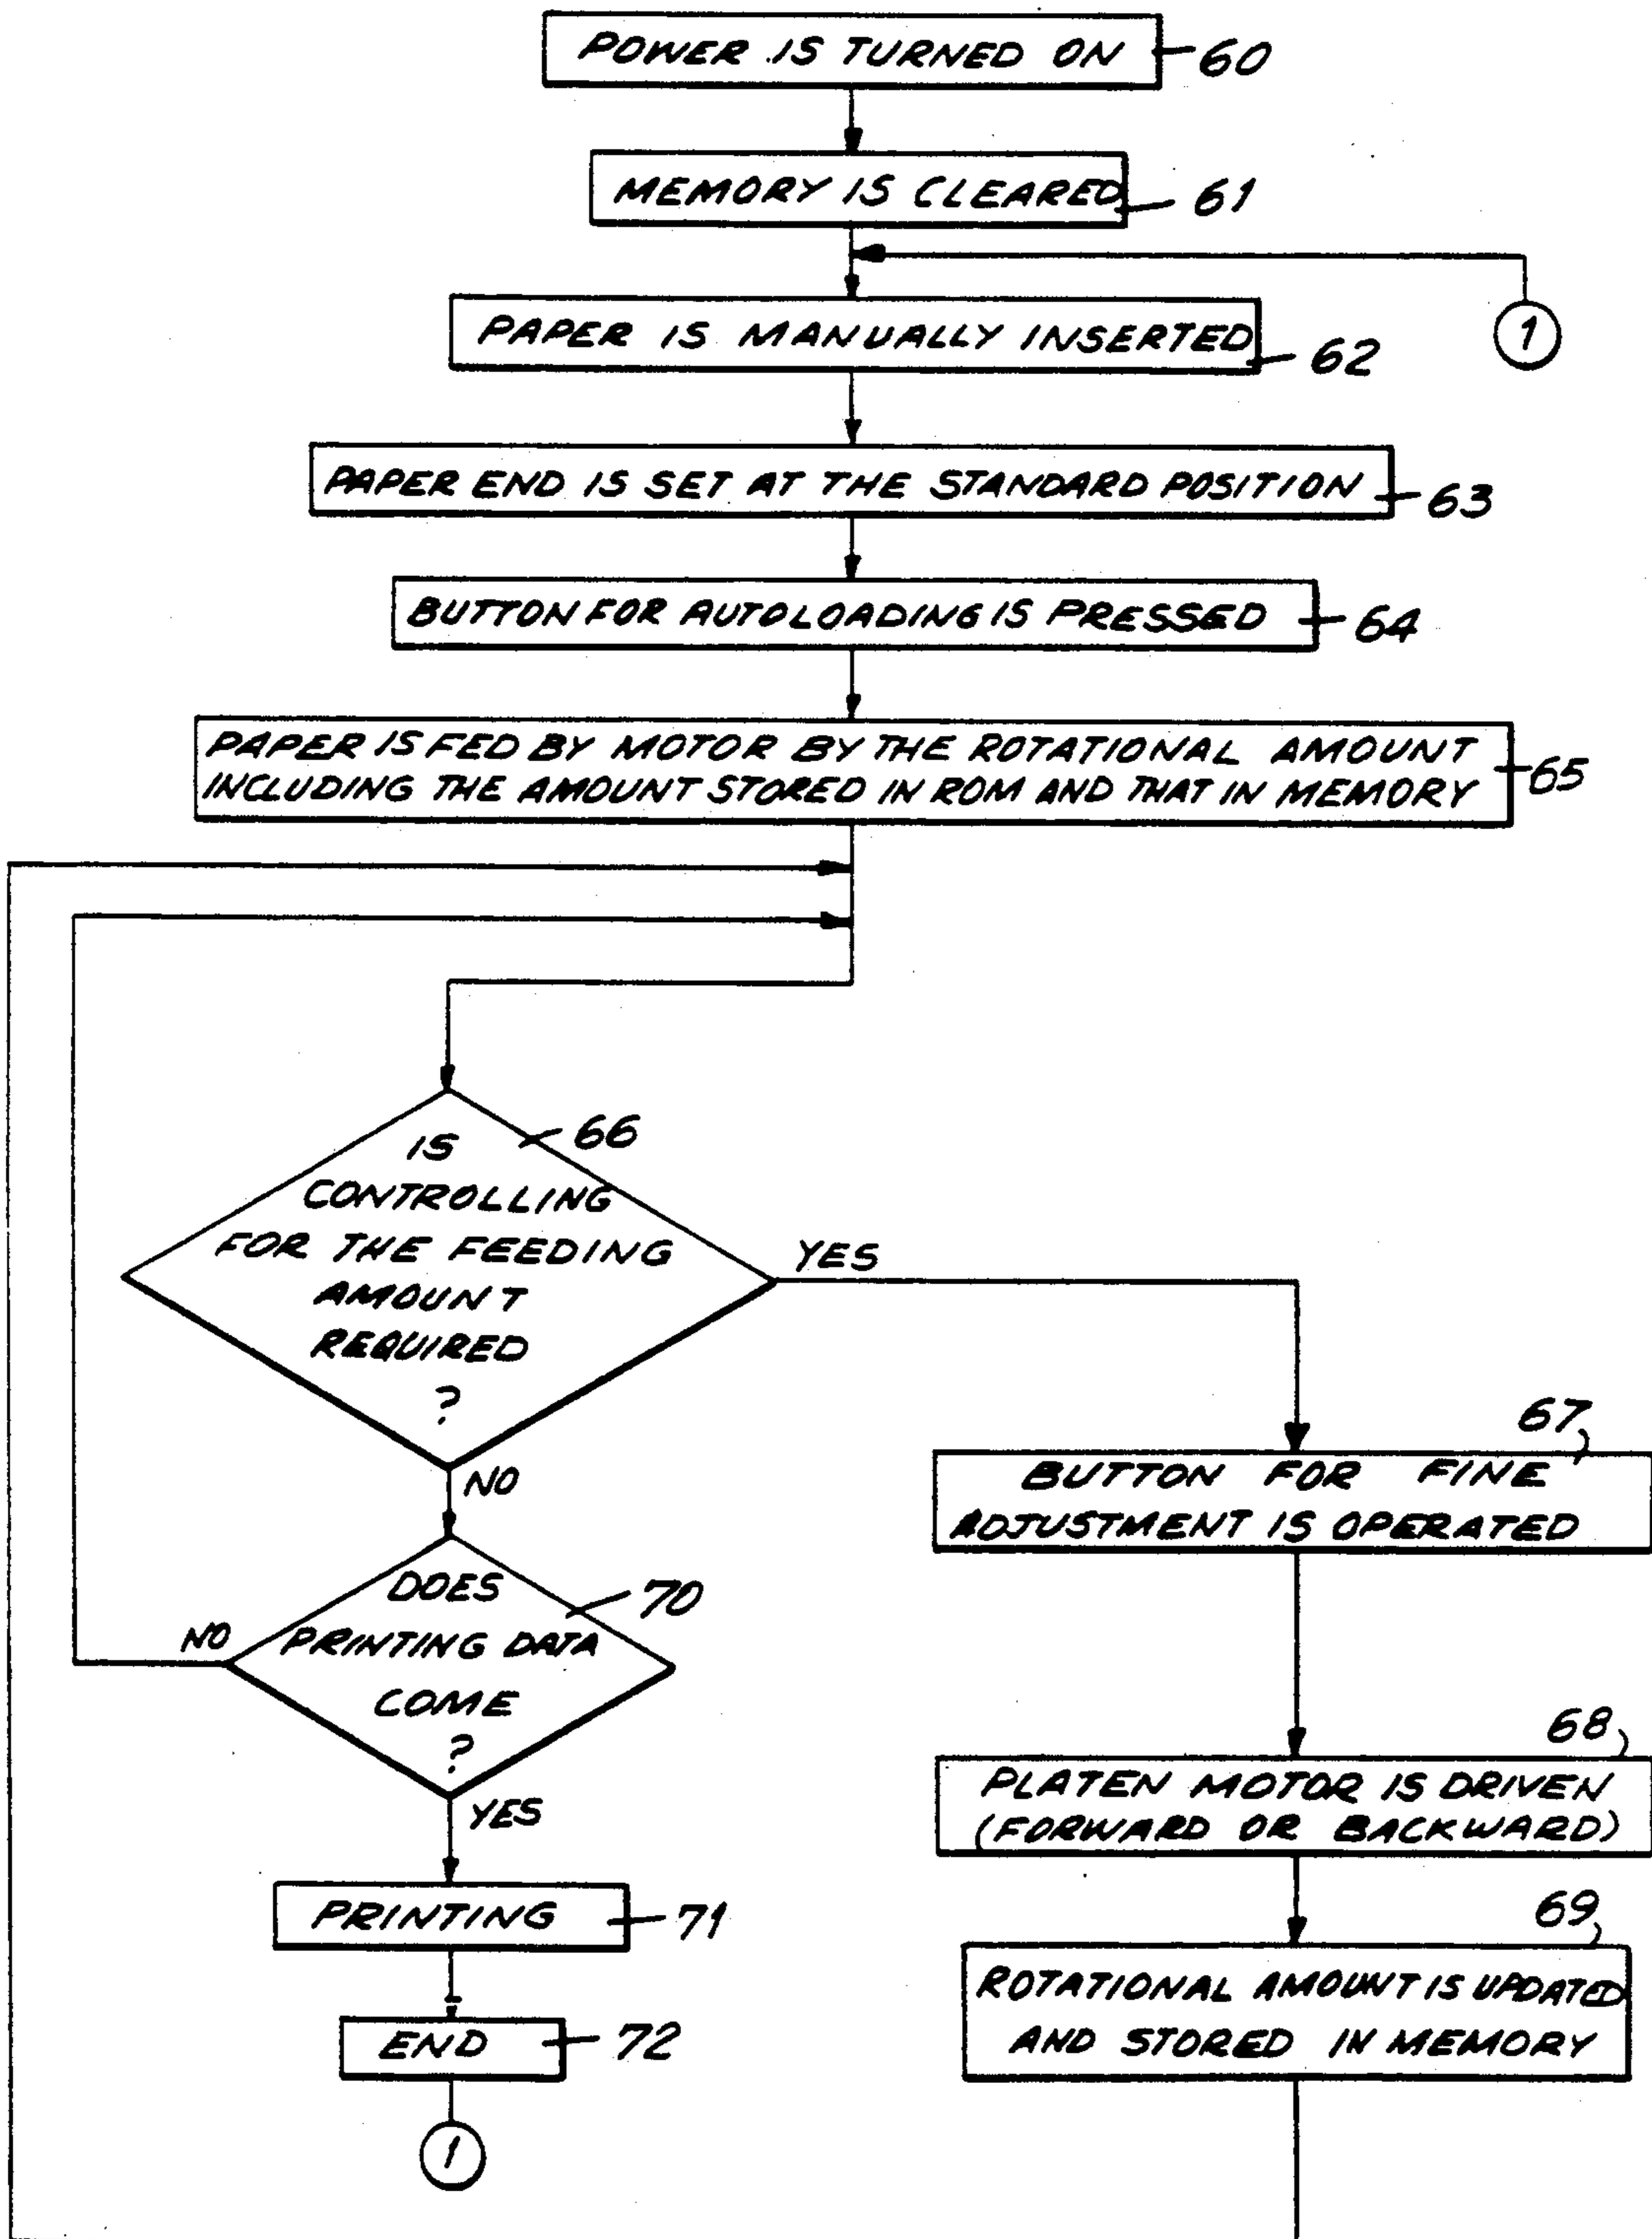 POWER IS TURNED ON 60
MEMORY IS CLEARED 61
PAPER IS MANUALLY INSERTED 62
1
PAPER END IS SET AT THE STANDARD POSITION 63
BUTTON FOR AUTOLOADING IS PRESSED 64
PAPER IS FED BY MOTOR BY THE ROTATIONAL AMOUNT
INCLUDING THE AMOUNT STORED IN ROM AND THAT IN MEMORY
65
IS
66
CONTROLLING
FOR THE FEEDING
AMOUNT
REQUIRED
?
YES
NO
67
BUTTON FOR FINE
ADJUSTMENT IS OPERATED
DOES
70
PRINTING DATA
COME
?
NO
YES
68
PLATEN MOTOR IS DRIVEN
(FORWARD OR BACKWARD)
PRINTING 71
69
ROTATIONAL AMOUNT IS UPDATED
AND STORED IN MEMORY
END 72
1